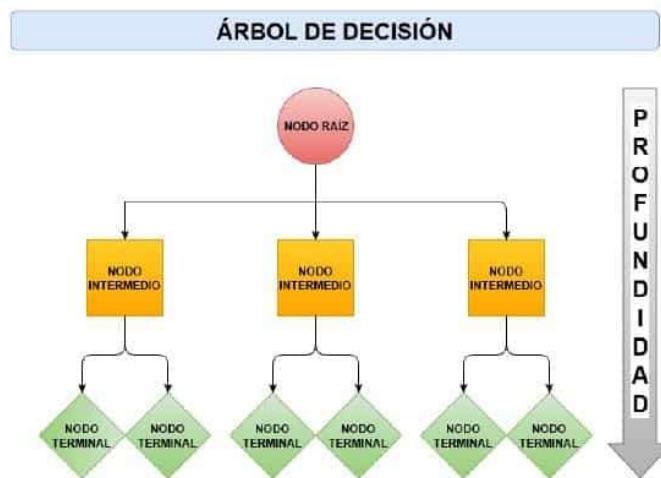 ÁRBOL DE DECISIÓN
NODO RAÍZ
NODO
INTERMEDIO
NODO
INTERMEDIO
NODO
INTERMEDIO
NODO
TERMINAL
NODO
TERMINAL
NODO
TERMINAL
NODO
TERMINAL
NODO
TERMINAL
NODO
TERMINAL
PROFUNDIDAD